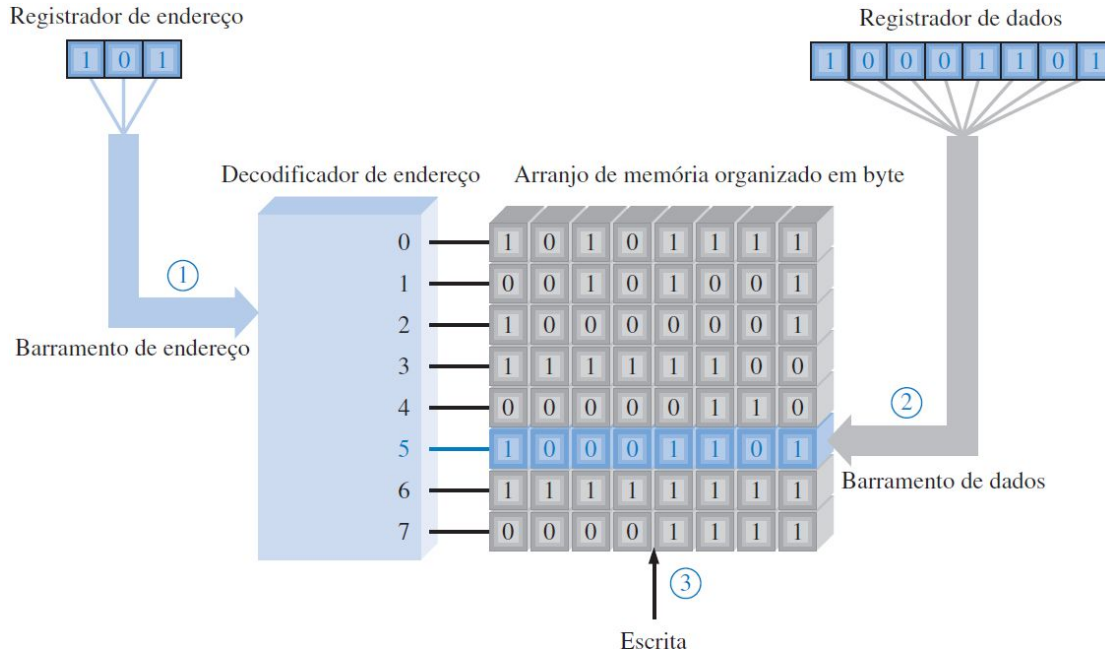 Registrador de endereço
1 0 1
Registrador de dados
1 0 0 0 1 1 0 1
Decodificador de endereço
Arranjo de memória organizado em byte
0 1 0 1 0 1 1 1 1
1 0 0 1 0 1 0 0 1
2 1 0 0 0 0 0 0 1
3 1 1 1 1 1 1 0 0
4 0 0 0 0 0 1 1 0
5 1 0 0 0 1 1 0 1
6 1 1 1 1 1 1 1 1
7 0 0 0 0 1 1 1 1
1
Barramento de endereço
2
Barramento de dados
3
Escrita